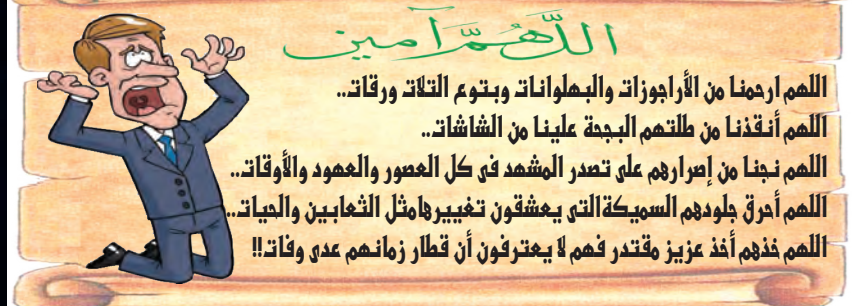 اللَّهُمَّ آمين
اللهم ارحمنا من الأراجوزات والبهلوانات وبتوع التلات ورقات..
اللهم أنقذنا من طلتهم البجحة علينا من الشاشات..
اللهم نجنا من إصرارهم على تصدر المشهد فى كل العصور والعهود والأوقات..
اللهم أحرق جلودهم السميكة التى يعشقون تغييرها مثل الثعابين والحيات..
اللهم خذهم أخذ عزيز مقتدر فهم لا يعترفون أن قطار زمانهم عدى وفات!!